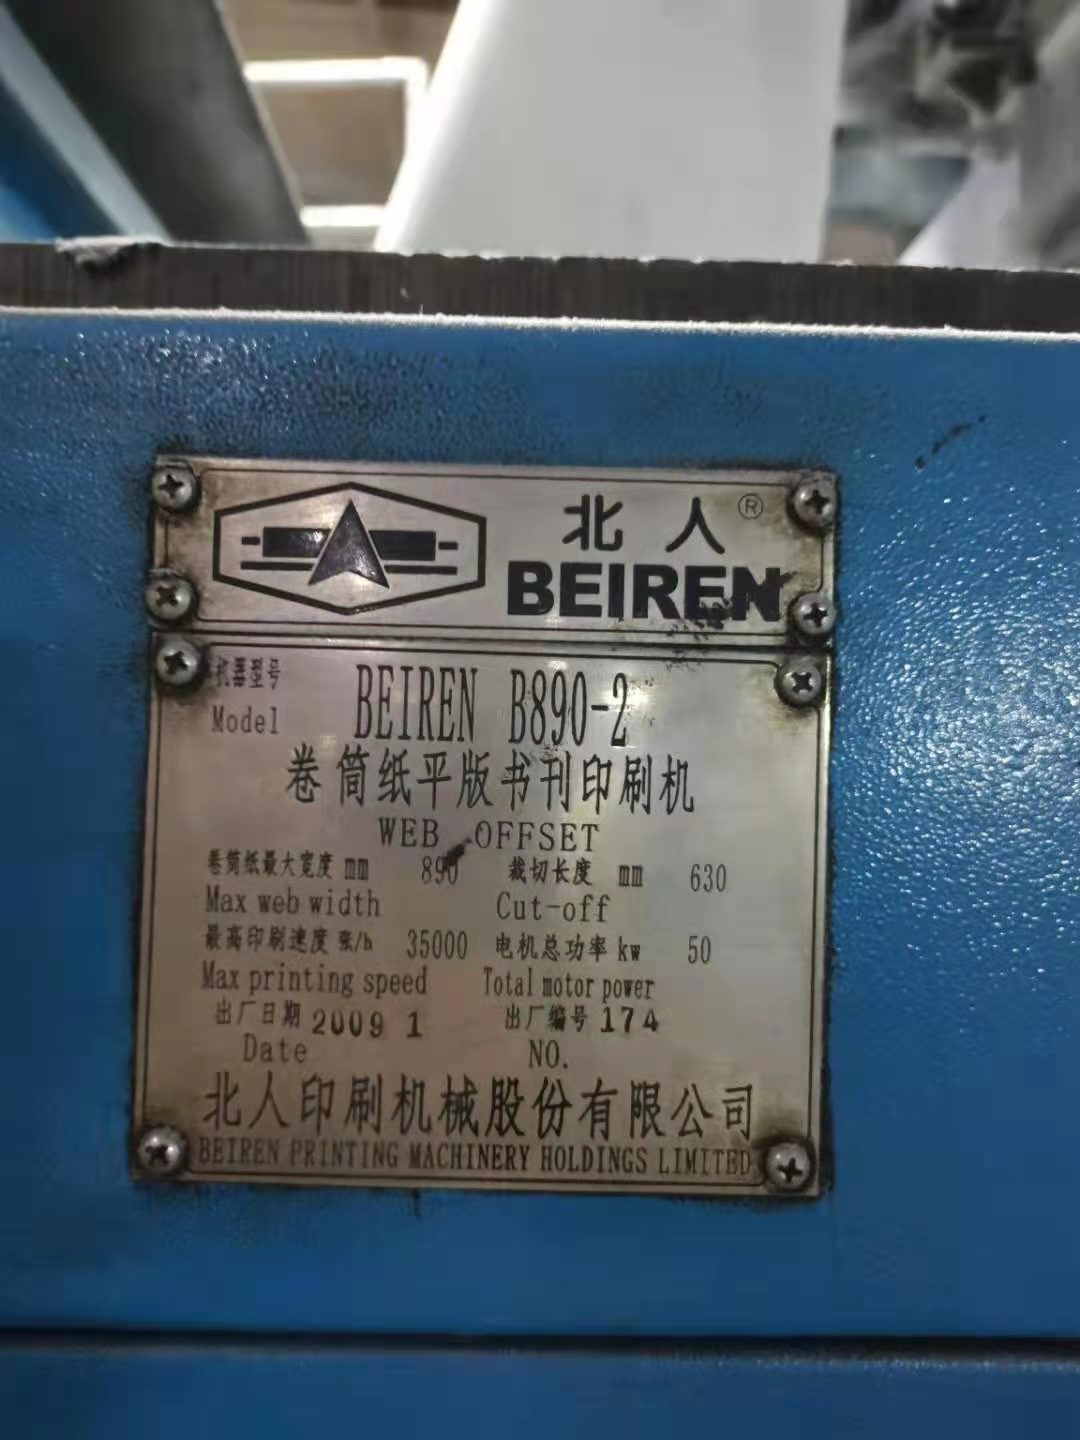 北人®
BEIREN
机器型号 BEIREN B890-2
Model
卷筒纸平版书刊印刷机
WEB OFFSET
卷筒纸最大宽度 mm 890 裁切长度 mm 630
Max web width Cut-off
最高印刷速度 张/h 35000 电机总功率 kw 50
Max printing speed Total motor power
出厂日期 2009 1 出厂编号 174
Date NO.
北人印刷机械股份有限公司
BEIREN PRINTING MACHINERY HOLDINGS LIMITED